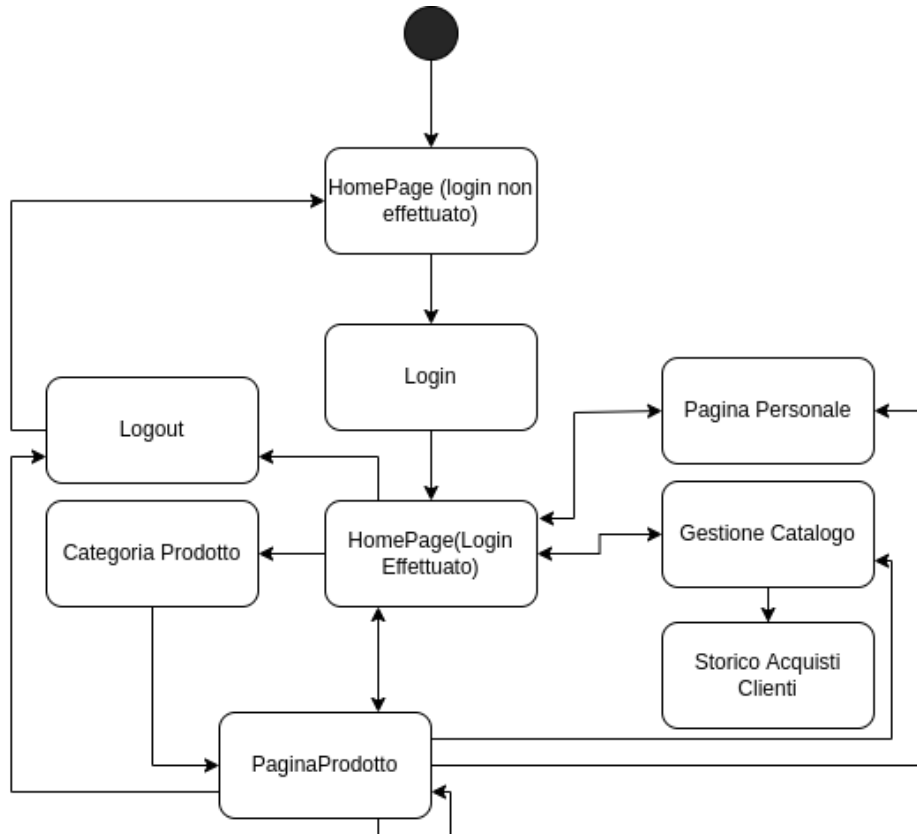 HomePage (login non
effettuato)
Login
Logout
Pagina Personale
Categoria Prodotto
HomePage(Login
Effettuato)
Gestione Catalogo
Storico Acquisti
Clienti
PaginaProdotto